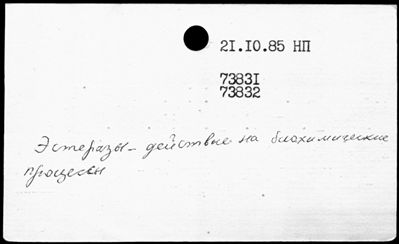 21.10.85 НП
73831
73832
Эстеразы - действие на биохимические
процессы